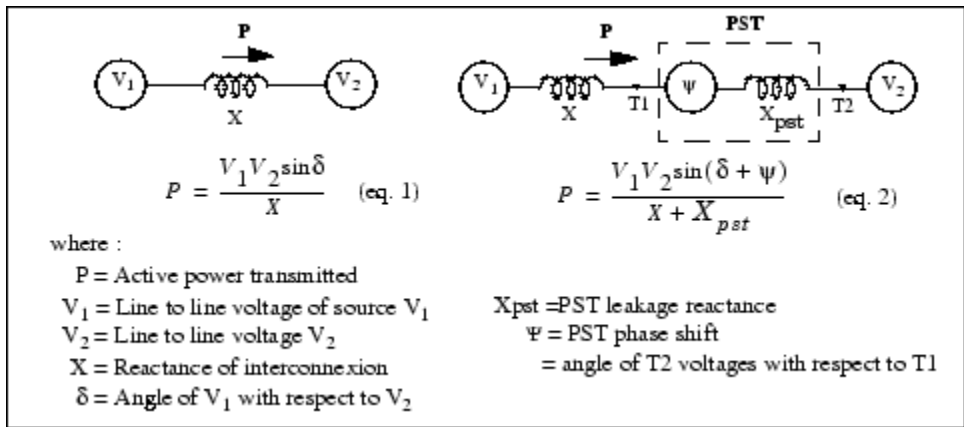 P
V1
V2
X
P
PST
V1
X
T1
Ψ
Xpst
T2
V2
P = V1V2sinδ / X (eq. 1)
P = V1V2sin(δ + ψ) / X + Xpst (eq. 2)
where :
P = Active power transmitted
V1 = Line to line voltage of source V1
V2 = Line to line voltage V2
X = Reactance of interconnexion
δ = Angle of V1 with respect to V2
Xpst =PST leakage reactance
Ψ = PST phase shift
= angle of T2 voltages with respect to T1